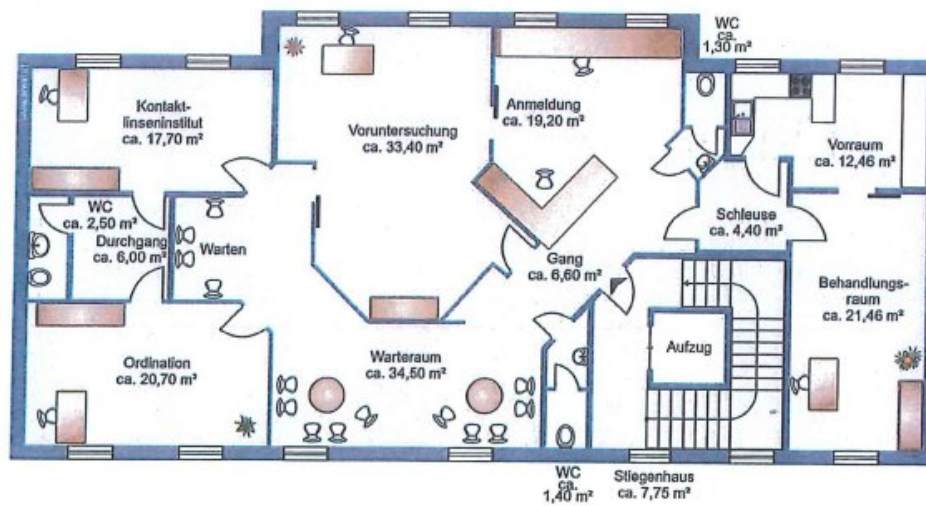 WC
ca.
1,30 m²
Kontakt-
linseninstitut
ca. 17,70 m²
Voruntersuchung
ca. 33,40 m²
Anmeldung
ca. 19,20 m²
Vorraum
ca. 12,46 m²
WC
ca. 2,50 m²
Durchgang
ca. 6,00 m²
Warten
Schleuse
ca. 4,40 m²
Gang
ca. 6,60 m²
Behandlungs-
raum
ca. 21,46 m²
Ordination
ca. 20,70 m²
Warteraum
ca. 34,50 m²
Aufzug
WC
ca.
1,40 m²
Stiegenhaus
ca. 7,75 m²